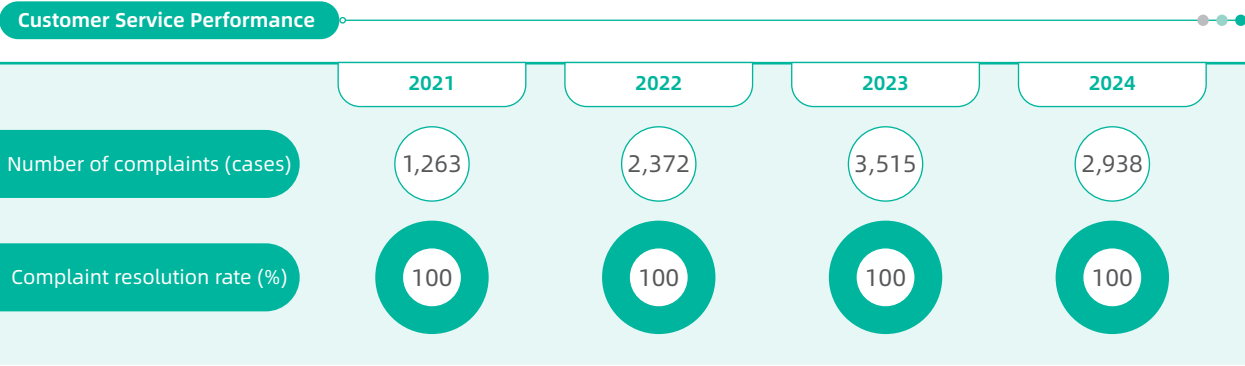 Customer Service Performance
2021 2022 2023 2024
Number of complaints (cases) 1,263 2,372 3,515 2,938
Complaint resolution rate (%) 100 100 100 100